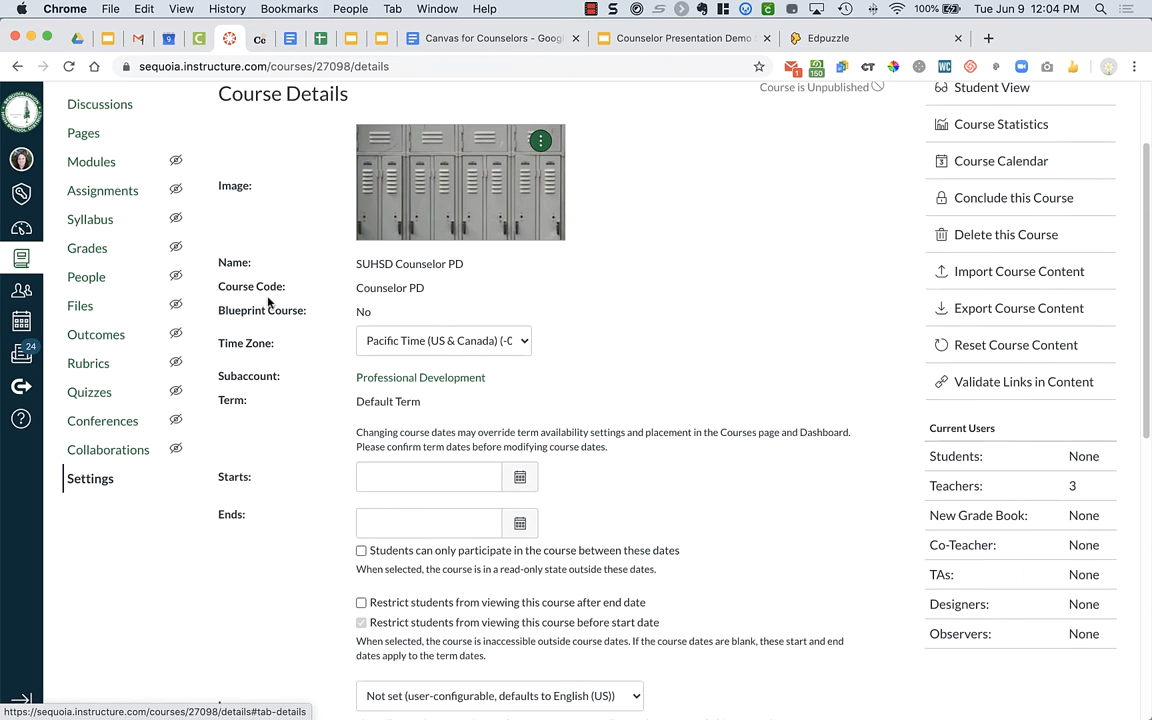 Chrome File Edit View History Bookmarks People Tab Window Help 100% Tue Jun 9 12:04 PM
Canvas for Counselors - Goog Counselor Presentation Demo Edpuzzle
sequoia.instructure.com/courses/27098/details
Discussions
Pages
Modules
Assignments
Syllabus
Grades
People
Files
Outcomes
Rubrics
Quizzes
Conferences
Collaborations
Settings
24
Course Details
Course is Unpublished
Image:
Name: SUHSD Counselor PD
Course Code: Counselor PD
Blueprint Course: No
Time Zone: Pacific Time (US & Canada) (-0
Subaccount: Professional Development
Term: Default Term
Changing course dates may override term availability settings and placement in the Courses page and Dashboard.
Please confirm term dates before modifying course dates.
Starts:
Ends:
Students can only participate in the course between these dates
When selected, the course is in a read-only state outside these dates.
Restrict students from viewing this course after end date
Restrict students from viewing this course before start date
When selected, the course is inaccessible outside course dates. If the course dates are blank, these start and end
dates apply to the term dates.
Not set (user-configurable, defaults to English (US))
Student View
Course Statistics
Course Calendar
Conclude this Course
Delete this Course
Import Course Content
Export Course Content
Reset Course Content
Validate Links in Content
Current Users
Students: None
Teachers: 3
New Grade Book: None
Co-Teacher: None
TAs: None
Designers: None
Observers: None
https://sequoia.instructure.com/courses/27098/details#tab-details